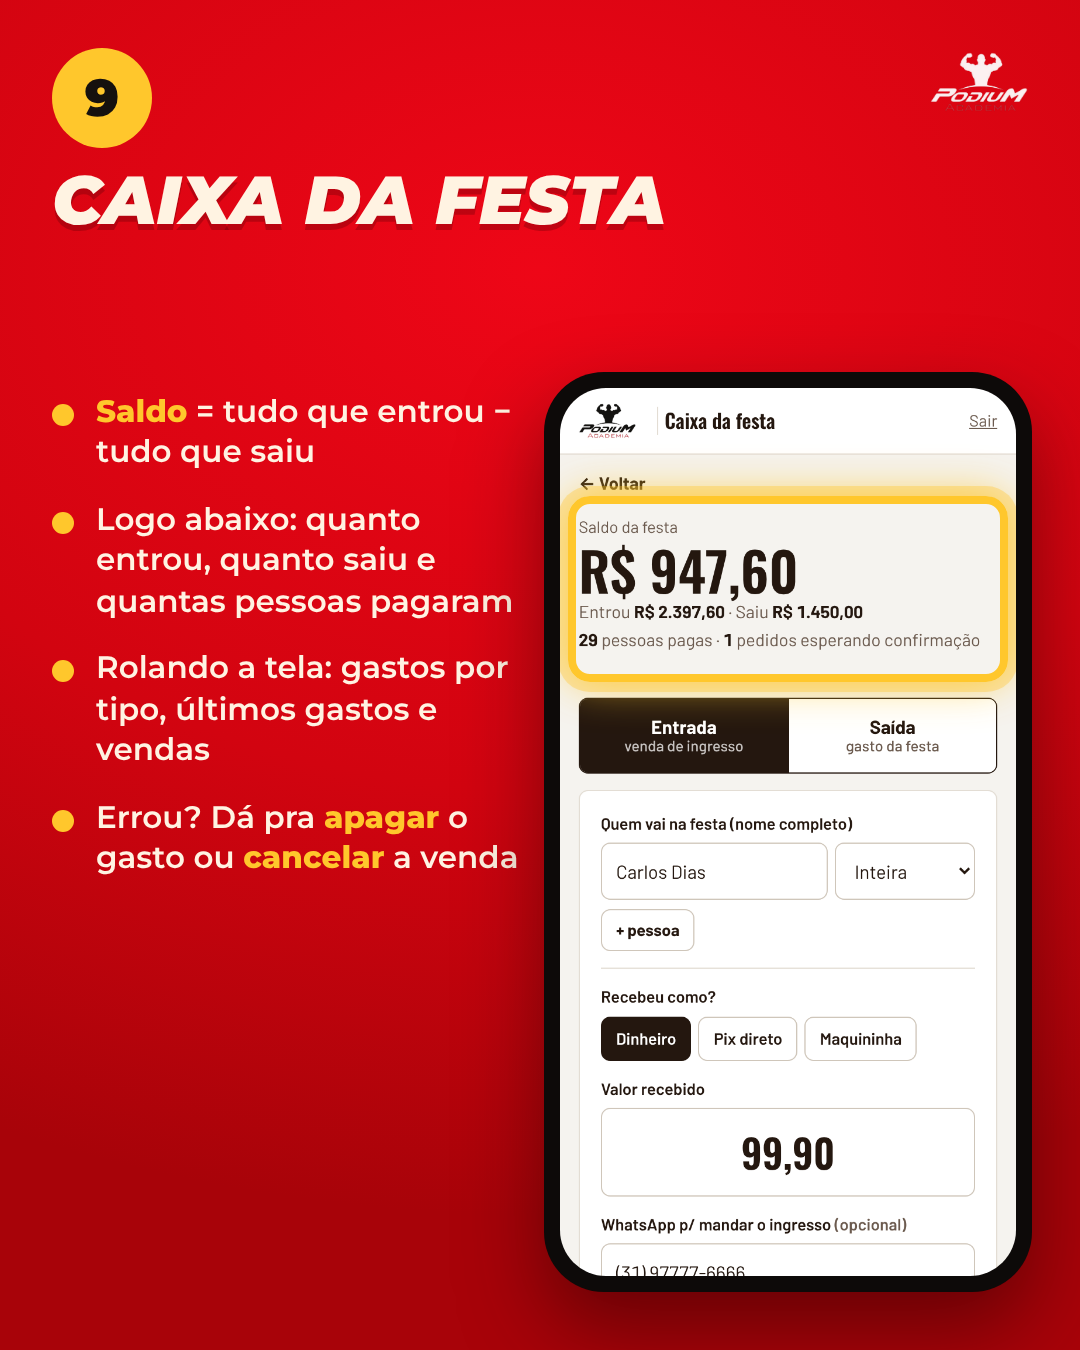 9
PODIUM
ACADEMIA
CAIXA DA FESTA
Saldo = tudo que entrou –
tudo que saiu
Logo abaixo: quanto
entrou, quanto saiu e
quantas pessoas pagaram
Rolando a tela: gastos por
tipo, últimos gastos e
vendas
Errou? Dá pra apagar o
gasto ou cancelar a venda
PODIUM
ACADEMIA
Caixa da festa
Sair
← Voltar
Saldo da festa
R$ 947,60
Entrou R$ 2.397,60 · Saiu R$ 1.450,00
29 pessoas pagas · 1 pedidos esperando confirmação
Entrada
venda de ingresso
Saída
gasto da festa
Quem vai na festa (nome completo)
Carlos Dias
Inteira
+ pessoa
Recebeu como?
Dinheiro
Pix direto
Maquininha
Valor recebido
99,90
WhatsApp p/ mandar o ingresso (opcional)
(31) 97777-6666